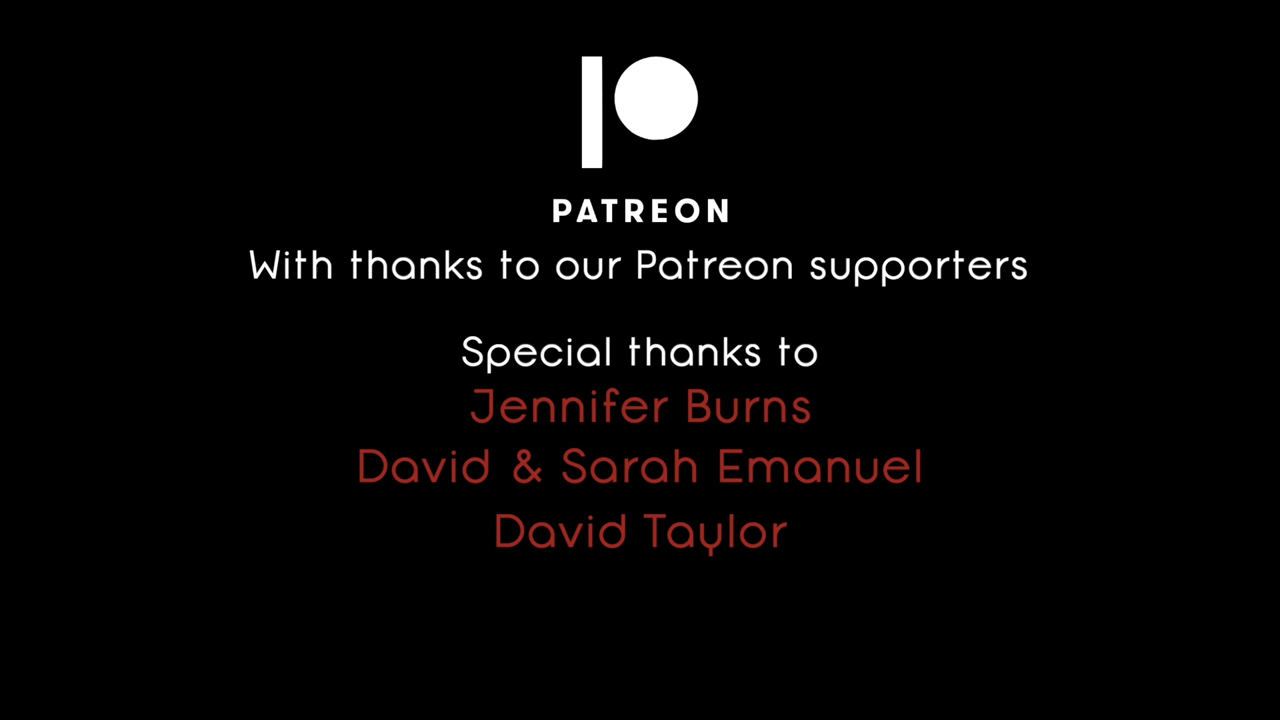 PATREON
With thanks to our Patreon supporters
Special thanks to
Jennifer Burns
David & Sarah Emanuel
David Taylor